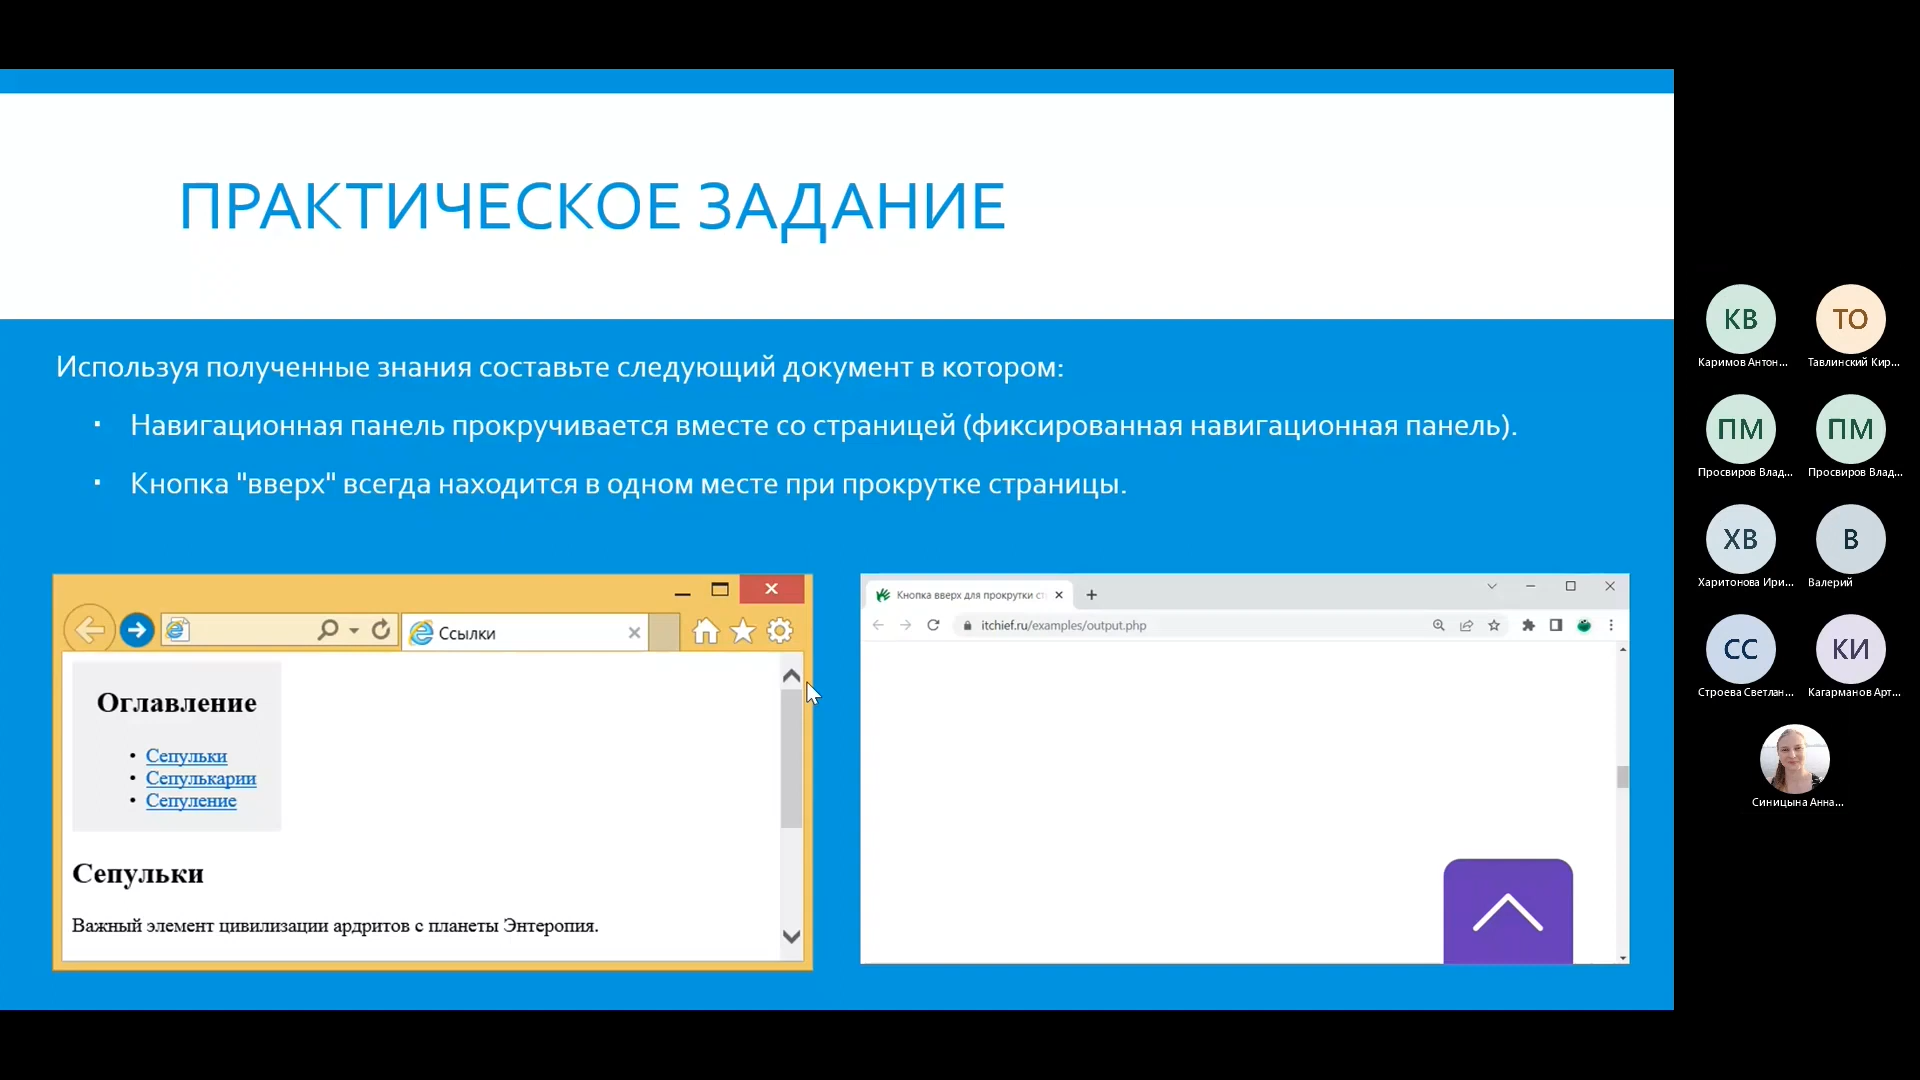 ПРАКТИЧЕСКОЕ ЗАДАНИЕ
Используя полученные знания составьте следующий документ в котором:
▪ Навигационная панель прокручивается вместе со страницей (фиксированная навигационная панель).
▪ Кнопка "вверх" всегда находится в одном месте при прокрутке страницы.
Ссылки
Оглавление
• Сепульки
• Сепулькарии
• Сепуление
Сепульки
Важный элемент цивилизации ардритов с планеты Энтеропия.
Кнопка вверх для прокрутки ст
itchief.ru/examples/output.php
КВ
Каримов Антон...
ТО
Тавлинский Кир...
ПМ
Просвиров Влад...
ПМ
Просвиров Влад...
ХВ
Харитонова Ири...
В
Валерий
СС
Строева Светлан...
КИ
Кагарманов Арт...
Синицына Анна...